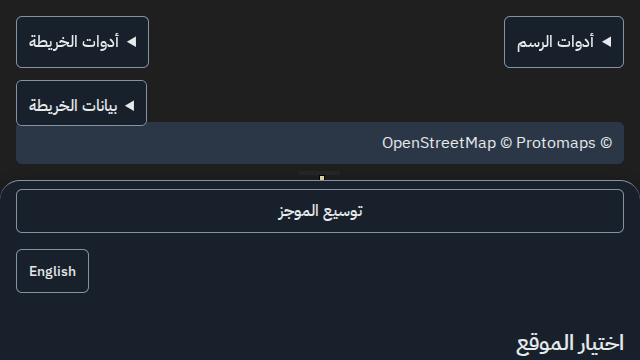 أدوات الرسم
أدوات الخريطة
بيانات الخريطة
© OpenStreetMap © Protomaps
توسيع الموجز
English
اختيار الموقع